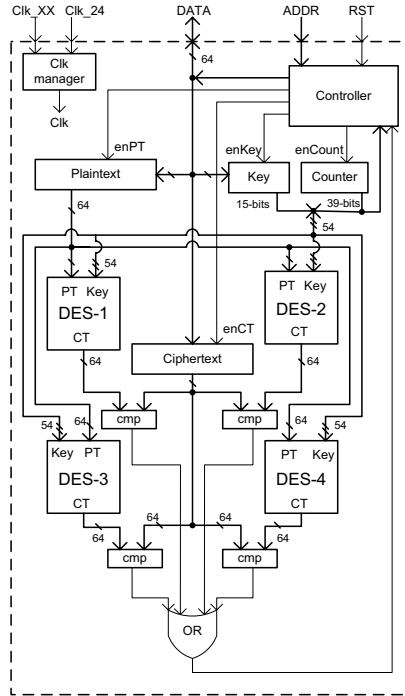 Clk_XX Clk_24 DATA ADDR RST
64
Clk
manager
Controller
Clk
enPT enKey enCount
Plaintext Key Counter
64 15-bits 39-bits
54
54
PT Key PT Key
DES-1 DES-2
CT CT
enCT
Ciphertext
64 64
cmp cmp
54 64 64 54
Key PT PT Key
DES-3 DES-4
CT CT
64 64 64 64
cmp cmp
OR